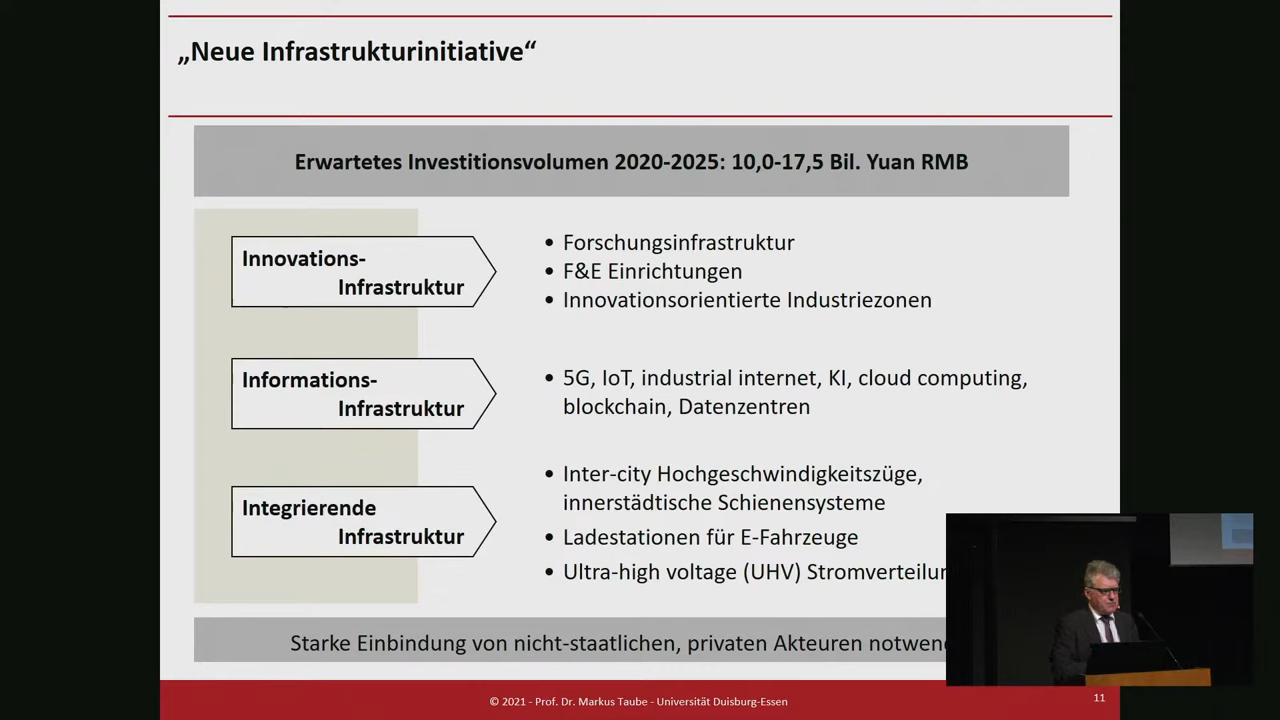 „Neue Infrastrukturinitiative“
Erwartetes Investitionsvolumen 2020-2025: 10,0-17,5 Bil. Yuan RMB
Innovations-
Infrastruktur
• Forschungsinfrastruktur
• F&E Einrichtungen
• Innovationsorientierte Industriezonen
Informations-
Infrastruktur
• 5G, IoT, industrial internet, KI, cloud computing,
blockchain, Datenzentren
Integrierende
Infrastruktur
• Inter-city Hochgeschwindigkeitszüge,
innerstädtische Schienensysteme
• Ladestationen für E-Fahrzeuge
• Ultra-high voltage (UHV)
Starke Einbindung von nicht-staatlichen, privaten Akteuren
© 2021 - Prof. Dr. Markus Taube - Universität Duisburg-Essen
11